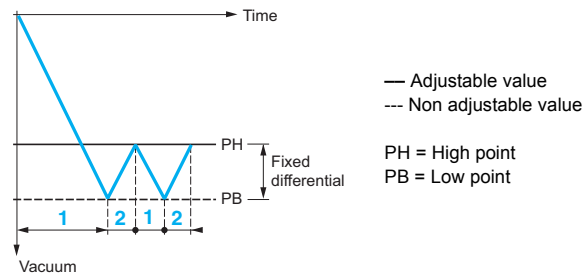 Time
PH
Fixed
differential
PB
1 2 1 2
Vacuum
— Adjustable value
--- Non adjustable value
PH = High point
PB = Low point